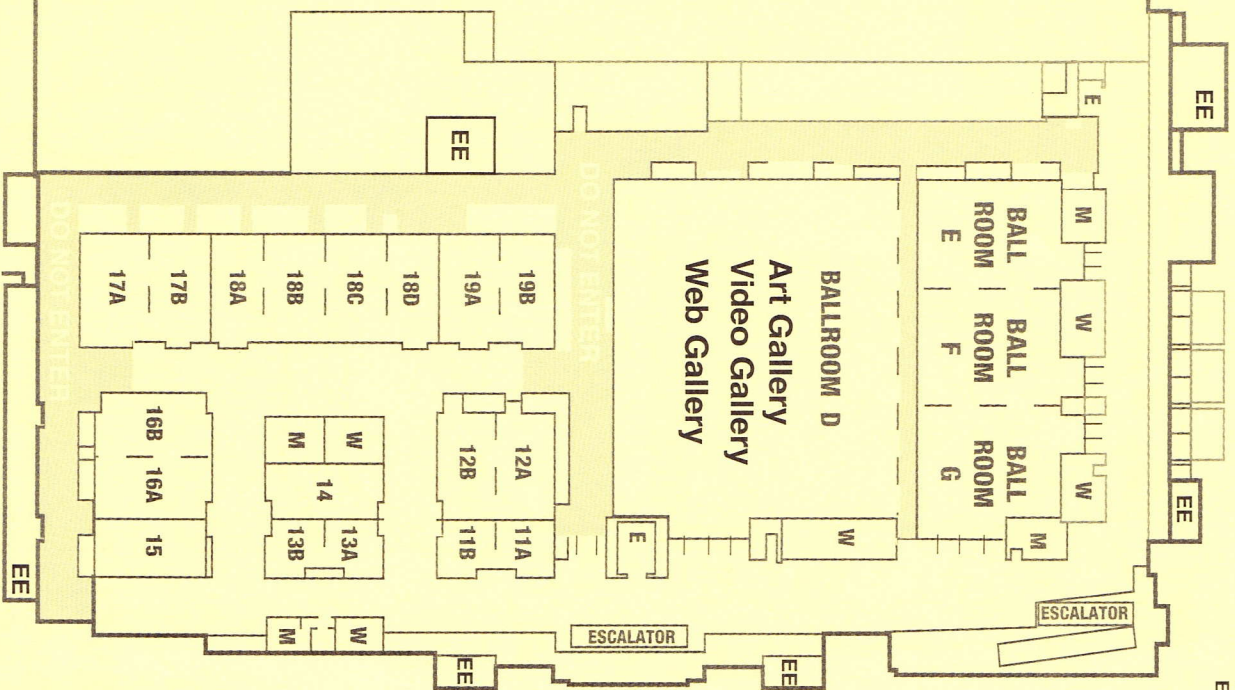 EE
EE
E
DO NOT ENTER
DO NOT ENTER
17A
17B
18A
18B
18C
18D
19A
19B
BALLROOM D
Art Gallery
Video Gallery
Web Gallery
BALL
ROOM
E
BALL
ROOM
F
BALL
ROOM
G
M
W
W
M
16B
16A
15
M
W
14
13B
13A
12B
12A
11B
11A
E
W
EE
EE
M
W
ESCALATOR
ESCALATOR
EE
EE